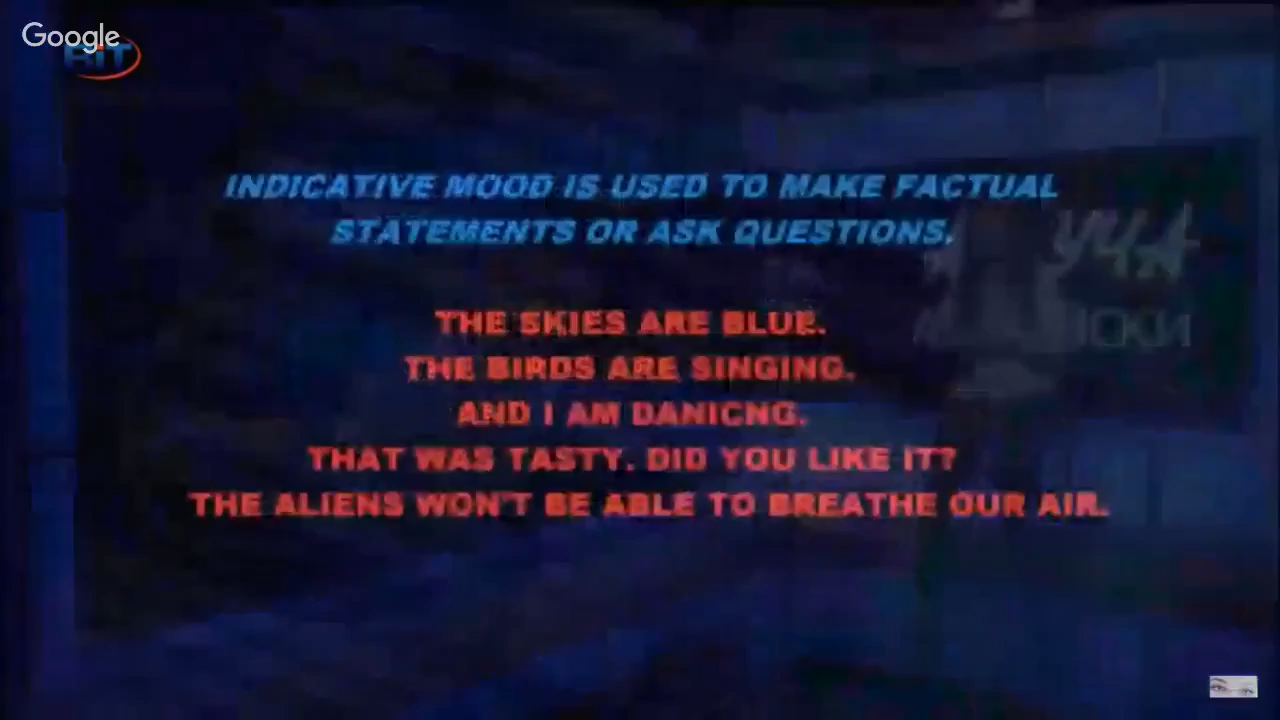 Google
BiT
INDICATIVE MOOD IS USED TO MAKE FACTUAL
STATEMENTS OR ASK QUESTIONS.
THE SKIES ARE BLUE.
THE BIRDS ARE SINGING.
AND I AM DANICNG.
THAT WAS TASTY. DID YOU LIKE IT?
THE ALIENS WON'T BE ABLE TO BREATHE OUR AIR.